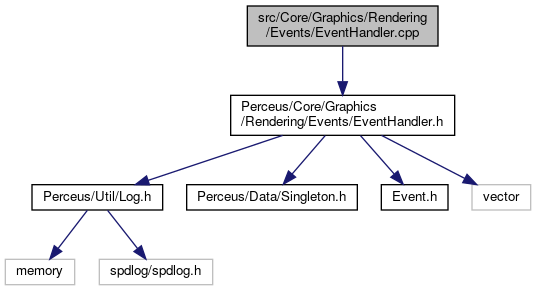 src/Core/Graphics/Rendering
/Events/EventHandler.cpp
Perceus/Core/Graphics
/Rendering/Events/EventHandler.h
Perceus/Util/Log.h
Perceus/Data/Singleton.h
Event.h
vector
memory
spdlog/spdlog.h